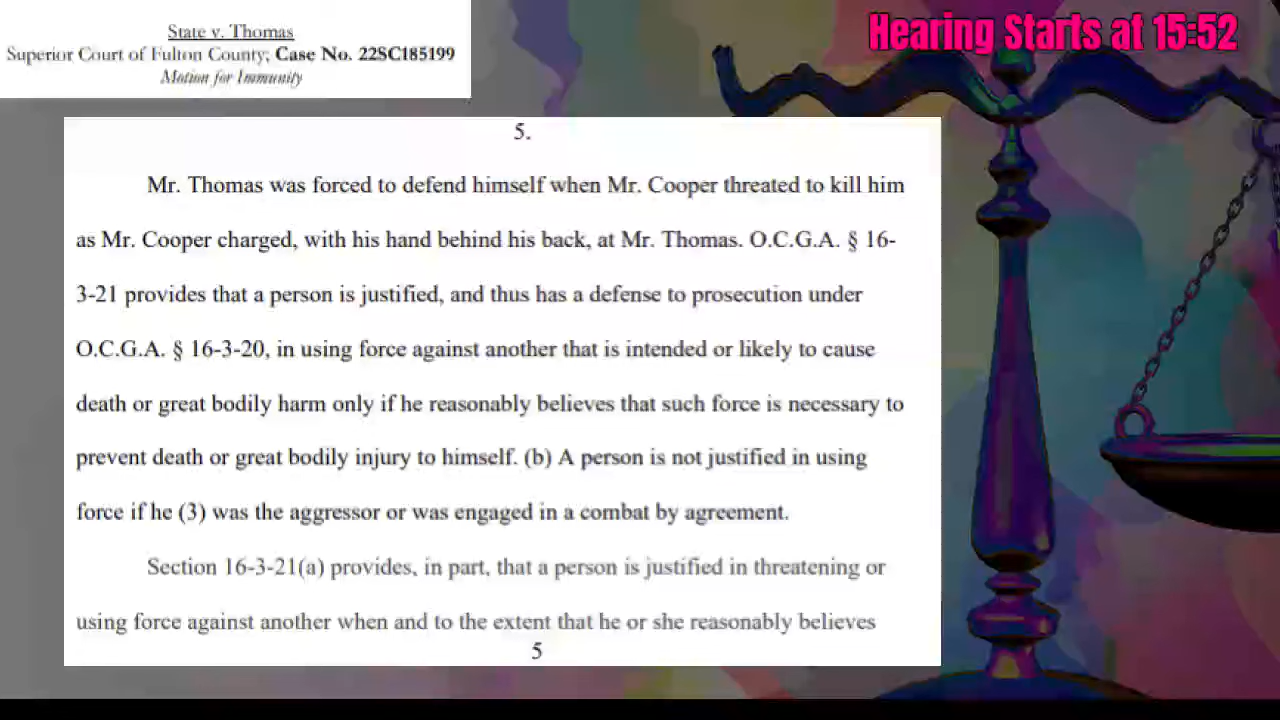 State v. Thomas
Superior Court of Fulton County; Case No. 22SC185199
Motion for Immunity
Hearing Starts at 15:52
5.
Mr. Thomas was forced to defend himself when Mr. Cooper threated to kill him
as Mr. Cooper charged, with his hand behind his back, at Mr. Thomas. O.C.G.A. § 16-
3-21 provides that a person is justified, and thus has a defense to prosecution under
O.C.G.A. § 16-3-20, in using force against another that is intended or likely to cause
death or great bodily harm only if he reasonably believes that such force is necessary to
prevent death or great bodily injury to himself. (b) A person is not justified in using
force if he (3) was the aggressor or was engaged in a combat by agreement.
Section 16-3-21(a) provides, in part, that a person is justified in threatening or
using force against another when and to the extent that he or she reasonably believes
5